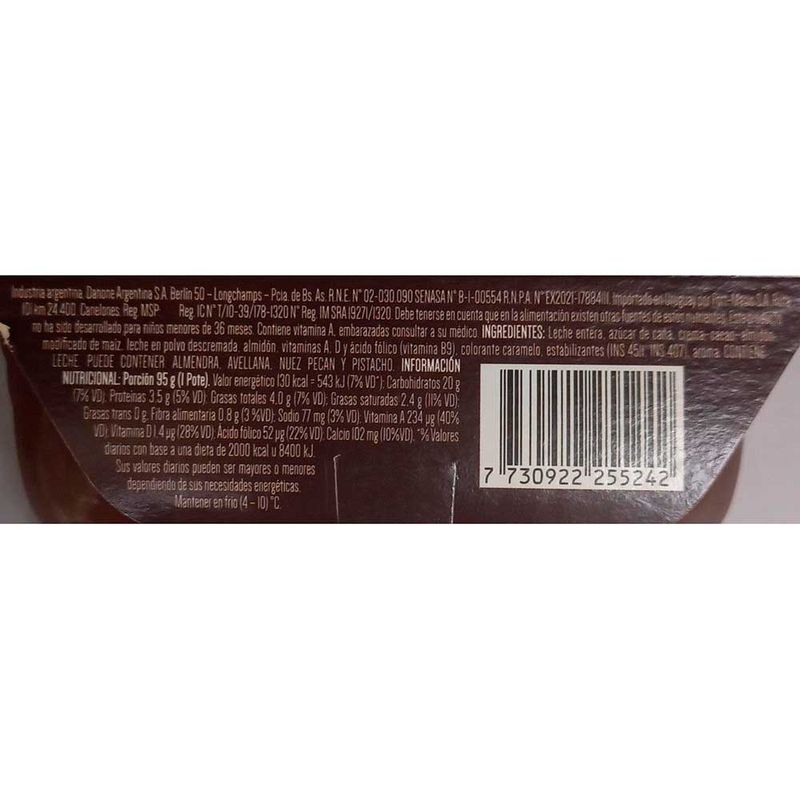 Industria argentina. Danone Argentina S.A. Berlín 50 - Longchamps - Pcia. de Bs. As. R.N.E. N° 02-030.090 SENASA N° B-I-00554 R.N.P.A. N° EX2021-17884111. Importado en Uruguay por S.A. Ruta
101 km 24.400. Canelones. Reg. MSP Reg. ICN° T/10-39/178-1320 N° Reg. IM SRA (927)/1320. Debe tenerse en cuenta que en la alimentación existen otras fuentes de estos nutrientes.
no ha sido desarrollado para niños menores de 36 meses. Contiene vitamina A, embarazadas consultar a su médico. INGREDIENTES: Leche entera, azúcar de caña, crema, cacao, almidón
modificado de maíz, leche en polvo descremada, almidón, vitaminas A, D y ácido fólico (vitamina B9), colorante caramelo, estabilizantes (INS 451i, INS 407), aroma. CONTIENE
LECHE. PUEDE CONTENER ALMENDRA, AVELLANA, NUEZ PECAN Y PISTACHO. INFORMACIÓN
NUTRICIONAL: Porción 95 g (1 Pote). Valor energético 130 kcal - 543 kJ (7% VD*); Carbohidratos 20 g
(7% VD); Proteínas 3.5 g (5% VD); Grasas totales 4.0 g (7% VD); Grasas saturadas 2.4 g (11% VD);
Grasas trans 0 g; Fibra alimentaria 0.8 g (3 %VD); Sodio 77 mg (3% VD); Vitamina A 234 µg (40%
VD); Vitamina D 1.4 µg (28% VD); Ácido fólico 52 µg (22% VD); Calcio 102 mg (10%VD). *% Valores
diarios con base a una dieta de 2000 kcal u 8400 kJ.
Sus valores diarios pueden ser mayores o menores
dependiendo de sus necesidades energéticas.
Mantener en frío (4 - 10) °C.
7 730922 255242